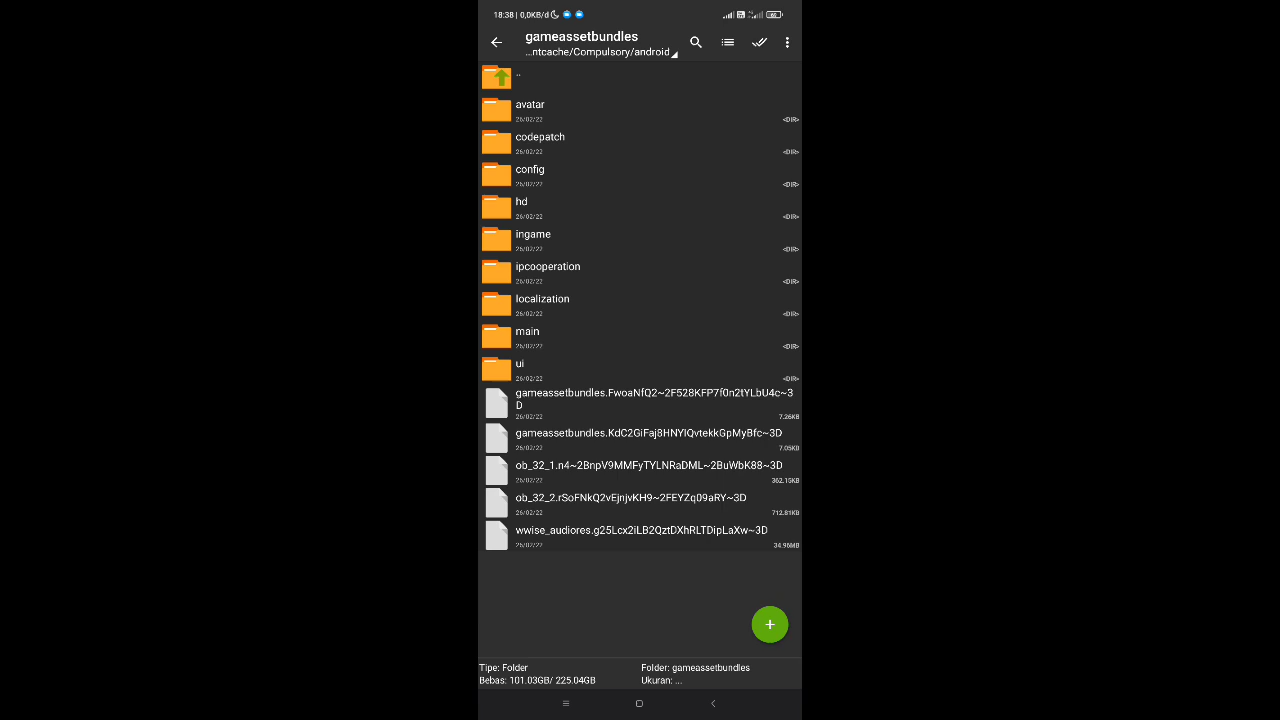 18:38 | 0,0KB/d
60
gameassetbundles
...ntcache/Compulsory/android
..
avatar
26/02/22 <DIR>
codepatch
26/02/22 <DIR>
config
26/02/22 <DIR>
hd
26/02/22 <DIR>
ingame
26/02/22 <DIR>
ipcooperation
26/02/22 <DIR>
localization
26/02/22 <DIR>
main
26/02/22 <DIR>
ui
26/02/22 <DIR>
gameassetbundles.FwoaNfQ2~2F528KFP7f0n2tYLbU4c~3
D
26/02/22 7.26KB
gameassetbundles.KdC2GiFaj8HNYIQvtekkGpMyBfc~3D
26/02/22 7.05KB
ob_32_1.n4~2BnpV9MMFyTYLNRaDML~2BuWbK88~3D
26/02/22 362.15KB
ob_32_2.rSoFNkQ2vEjnjvKH9~2FEYZq09aRY~3D
26/02/22 712.81KB
wwise_audiores.g25Lcx2iLB2QztDXhRLTDipLaXw~3D
26/02/22 34.96MB
+
Tipe: Folder Folder: gameassetbundles
Bebas: 101.03GB/ 225.04GB Ukuran: ...